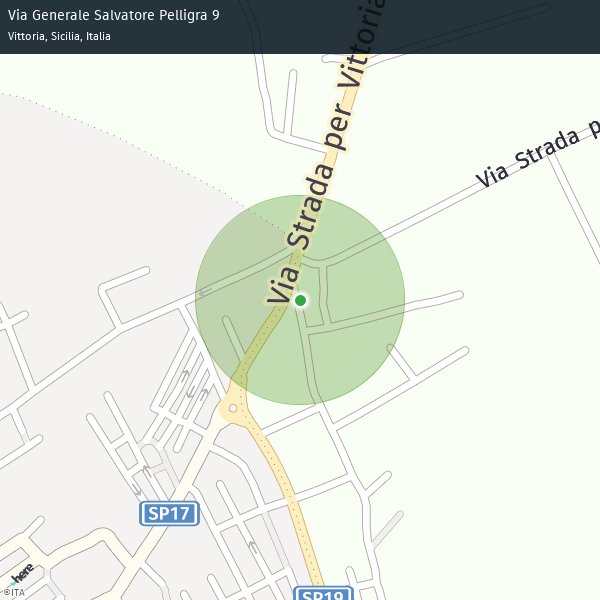 Via Generale Salvatore Pelligra 9
Vittoria, Sicilia, Italia
Via Strada per Vittoria
Via Strada p
SP17
SP19
here
©ITA